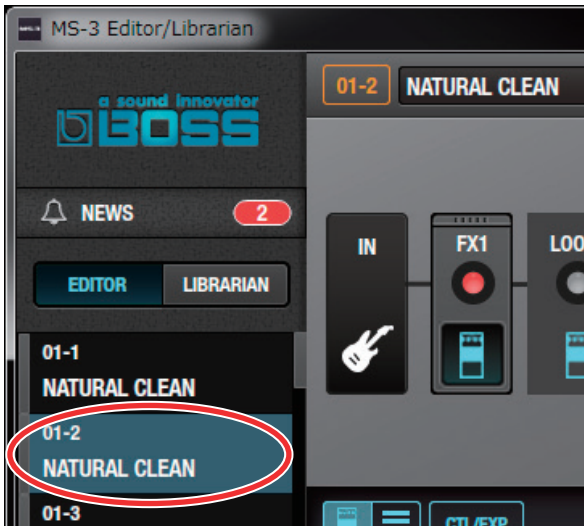 MS-3 Editor/Librarian
a sound innovator
BOSS
01-2 NATURAL CLEAN
NEWS 2
IN FX1 LOO
EDITOR LIBRARIAN
01-1
NATURAL CLEAN
01-2
NATURAL CLEAN
01-3
CTL/EXP